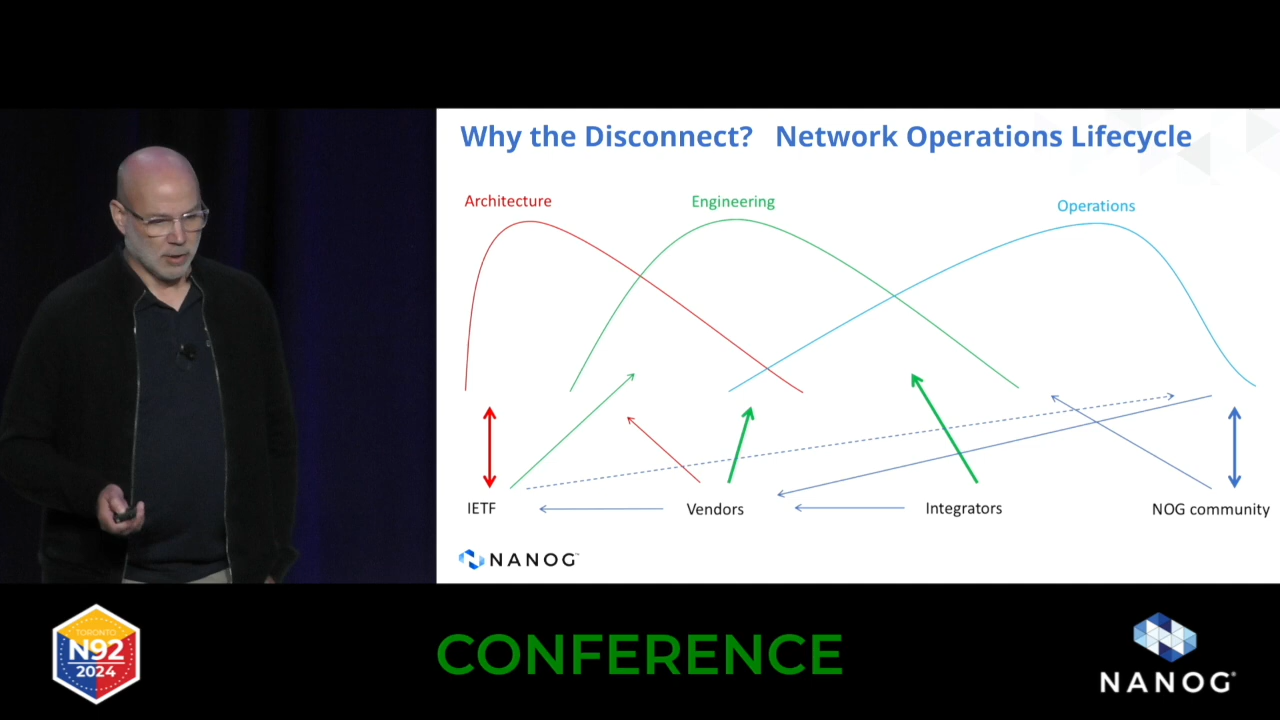 Why the Disconnect? Network Operations Lifecycle
Architecture
Engineering
Operations
IETF
Vendors
Integrators
NOG community
NANOG™
TORONTO
N92
2024
CONFERENCE
NANOG®